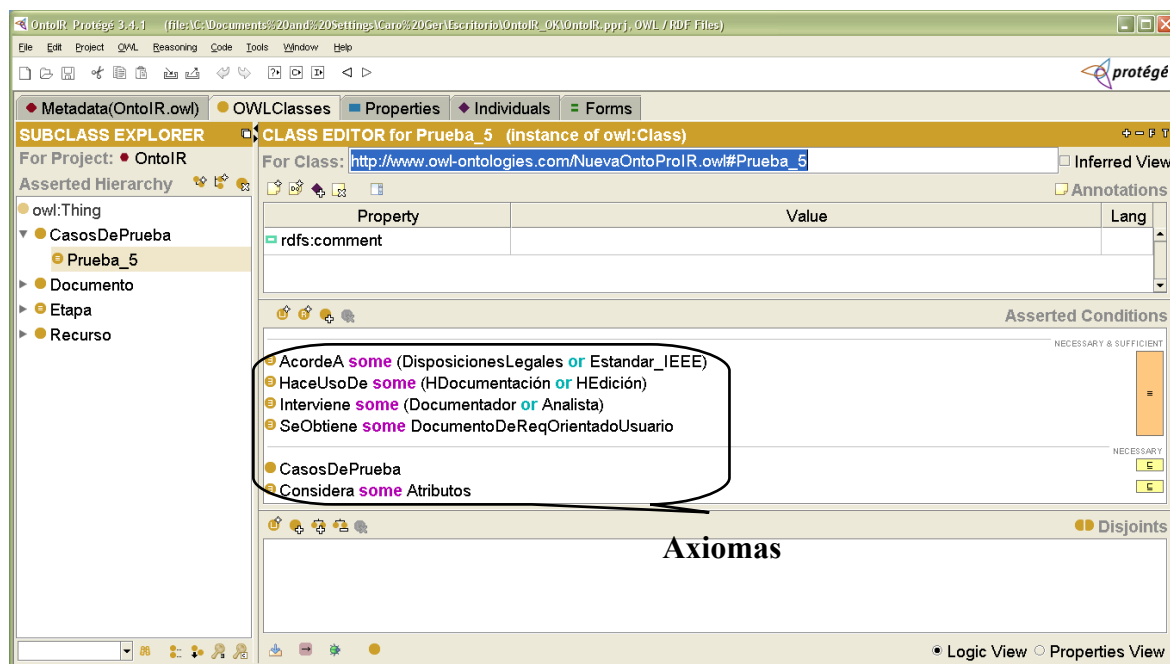 OntoIR Protégé 3.4.1 (file:\C:\Documents%20and%20Settings\Caro%20Ger\Escritorio\OntoIR_OK\OntoIR.pprj, OWL / RDF Files)
File Edit Project OWL Reasoning Code Tools Window Help
protégé
Metadata(OntoIR.owl) OWLClasses Properties Individuals Forms
SUBCLASS EXPLORER
For Project: OntoIR
Asserted Hierarchy
owl:Thing
CasosDePrueba
Prueba_5
Documento
Etapa
Recurso
CLASS EDITOR for Prueba_5 (instance of owl:Class)
For Class: http://www.owl-ontologies.com/NuevaOntoProIR.owl#Prueba_5 Inferred View
Annotations
Property Value Lang
rdfs:comment
Asserted Conditions
NECESSARY & SUFFICIENT
AcordeA some (DisposicionesLegales or Estandar_IEEE)
HaceUsoDe some (HDocumentación or HEdición)
Interviene some (Documentador or Analista)
SeObtiene some DocumentoDeReqOrientadoUsuario
NECESSARY
CasosDePrueba
Considera some Atributos
Disjoints
Axiomas
Logic View Properties View